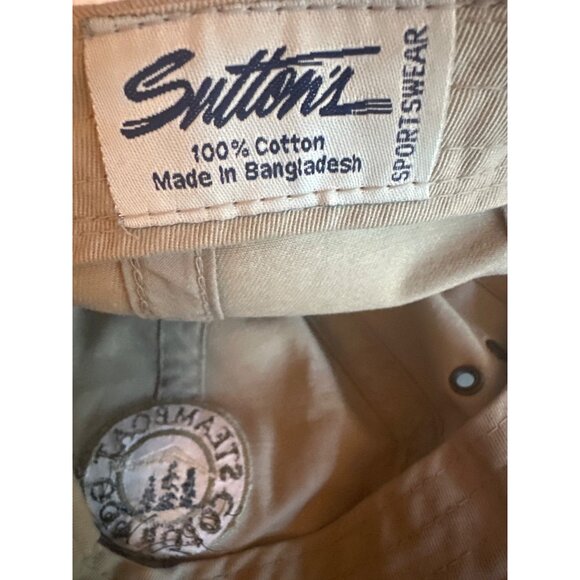 Sutton's
100% Cotton
Made In Bangladesh
SPORTSWEAR
STEAMBOAT